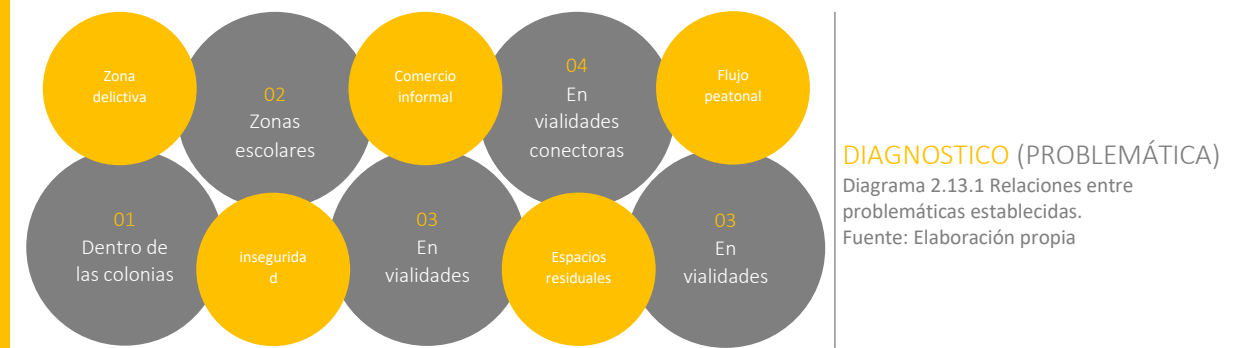 Zona
delictiva
02
Zonas
escolares
Comercio
informal
04
En
vialidades
conectoras
Flujo
peatonal
01
Dentro de
las colonias
insegurida
d
03
En
vialidades
Espacios
residuales
03
En
vialidades
DIAGNOSTICO (PROBLEMÁTICA)
Diagrama 2.13.1 Relaciones entre
problemáticas establecidas.
Fuente: Elaboración propia